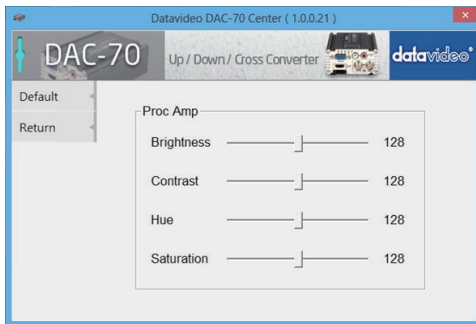 Datavideo DAC-70 Center ( 1.0.0.21 )
DAC-70 Up / Down / Cross Converter datavideo
Default
Return
Proc Amp
Brightness 128
Contrast 128
Hue 128
Saturation 128